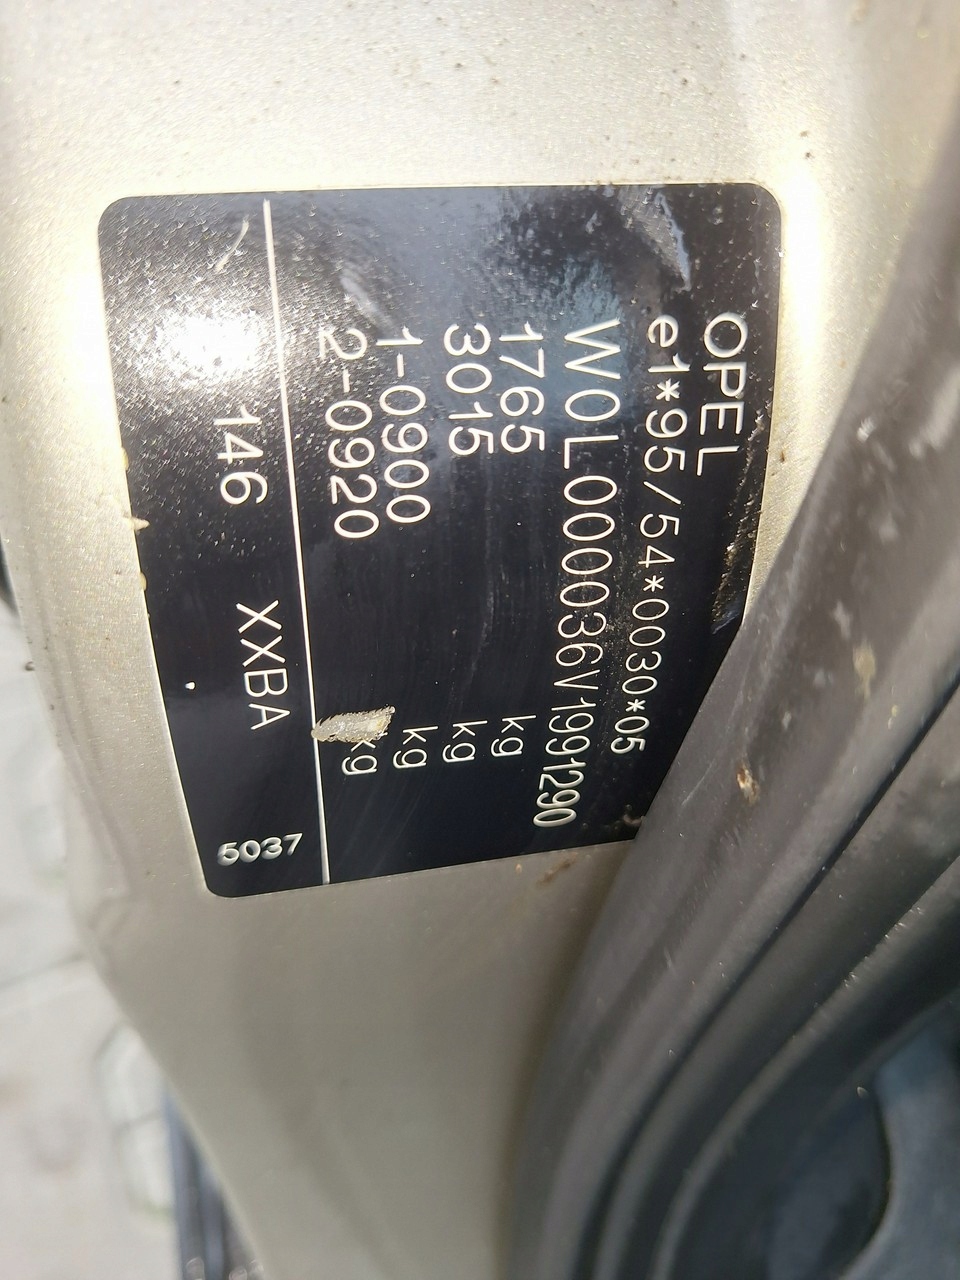 OPEL
e1*95/54*0030*05
W0L000036V1991290
1765 kg
3015 kg
1-0900 kg
2-0920 kg
146 XXBA 5037